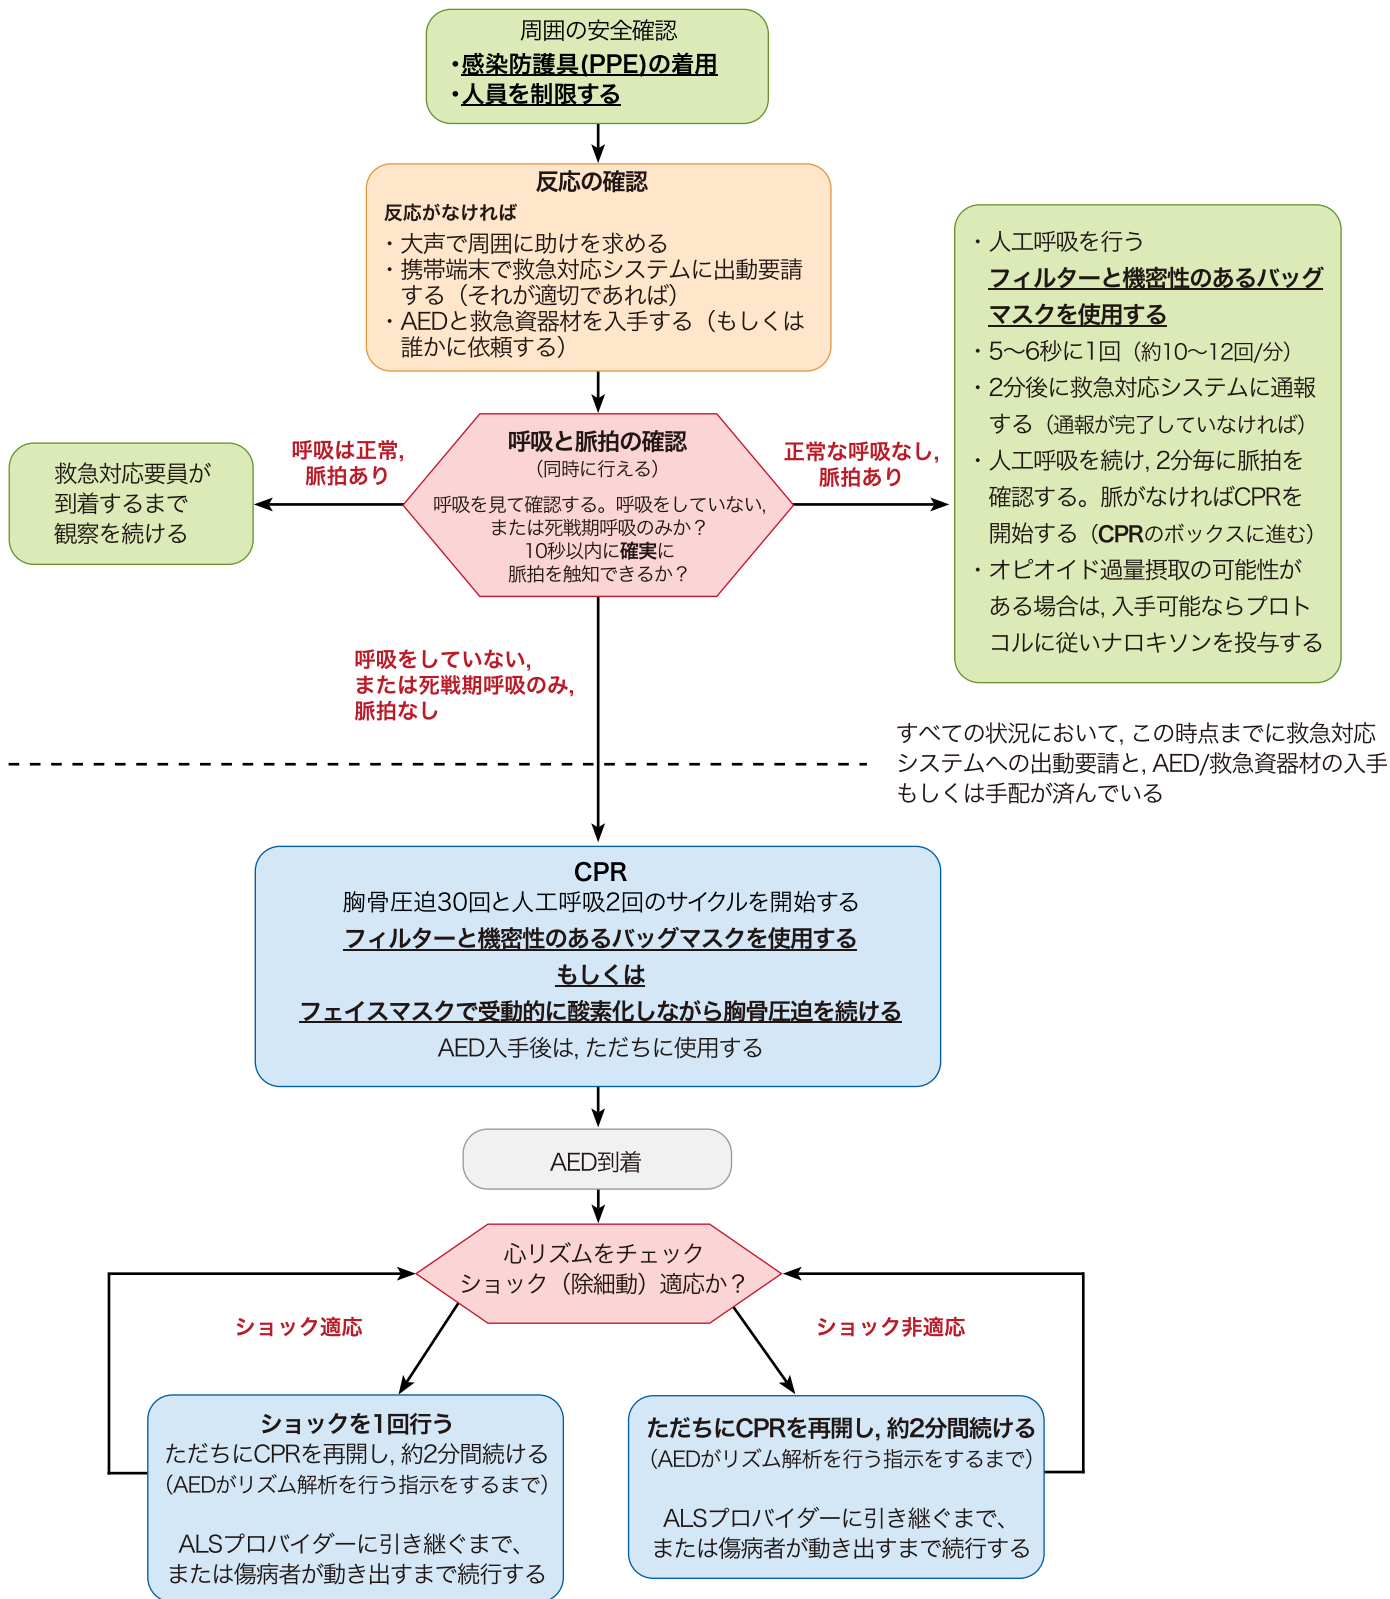 周囲の安全確認
・感染防護具(PPE)の着用
・人員を制限する
反応の確認
反応がなければ
・大声で周囲に助けを求める
・携帯端末で救急対応システムに出動要請
する（それが適切であれば）
・AEDと救急資器材を入手する（もしくは
誰かに依頼する）
呼吸と脈拍の確認
（同時に行える）
呼吸を見て確認する。呼吸をしていない,
または死戦期呼吸のみか？
10秒以内に確実に
脈拍を触知できるか？
呼吸は正常,
脈拍あり
救急対応要員が
到着するまで
観察を続ける
正常な呼吸なし,
脈拍あり
・人工呼吸を行う
フィルターと機密性のあるバッグ
マスクを使用する
・5〜6秒に1回（約10〜12回/分）
・2分後に救急対応システムに通報
する（通報が完了していなければ）
・人工呼吸を続け, 2分毎に脈拍を
確認する。脈がなければCPRを
開始する（CPRのボックスに進む）
・オピオイド過量摂取の可能性が
ある場合は, 入手可能ならプロト
コルに従いナロキソンを投与する
呼吸をしていない,
または死戦期呼吸のみ,
脈拍なし
すべての状況において, この時点までに救急対応
システムへの出動要請と, AED/救急資器材の入手
もしくは手配が済んでいる
CPR
胸骨圧迫30回と人工呼吸2回のサイクルを開始する
フィルターと機密性のあるバッグマスクを使用する
もしくは
フェイスマスクで受動的に酸素化しながら胸骨圧迫を続ける
AED入手後は, ただちに使用する
AED到着
心リズムをチェック
ショック（除細動）適応か？
ショック適応
ショック非適応
ショックを1回行う
ただちにCPRを再開し, 約2分間続ける
（AEDがリズム解析を行う指示をするまで）
ALSプロバイダーに引き継ぐまで、
または傷病者が動き出すまで続行する
ただちにCPRを再開し, 約2分間続ける
（AEDがリズム解析を行う指示をするまで）
ALSプロバイダーに引き継ぐまで、
または傷病者が動き出すまで続行する